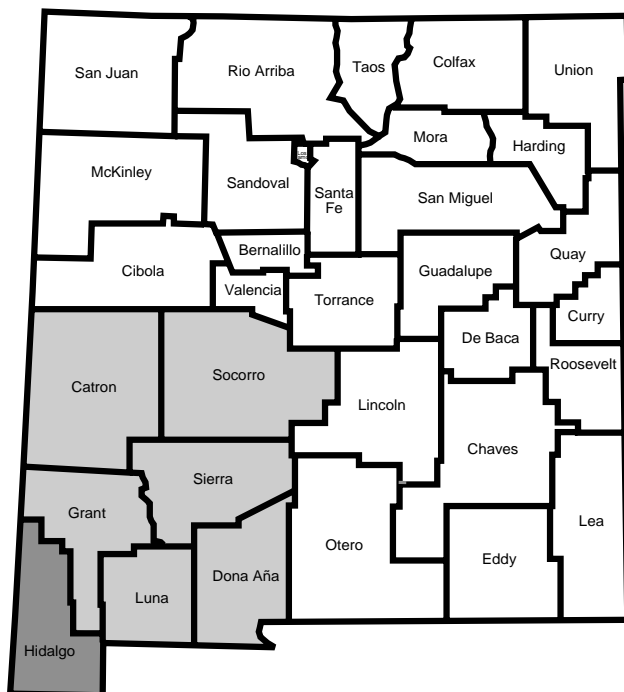 San Juan
Rio Arriba
Taos
Colfax
Union
McKinley
Sandoval
Los
Santa
Fe
Mora
Harding
San Miguel
Bernalillo
Quay
Cibola
Valencia
Torrance
Guadalupe
Curry
De Baca
Roosevelt
Catron
Socorro
Lincoln
Chaves
Sierra
Grant
Lea
Otero
Eddy
Dona Aña
Luna
Hidalgo